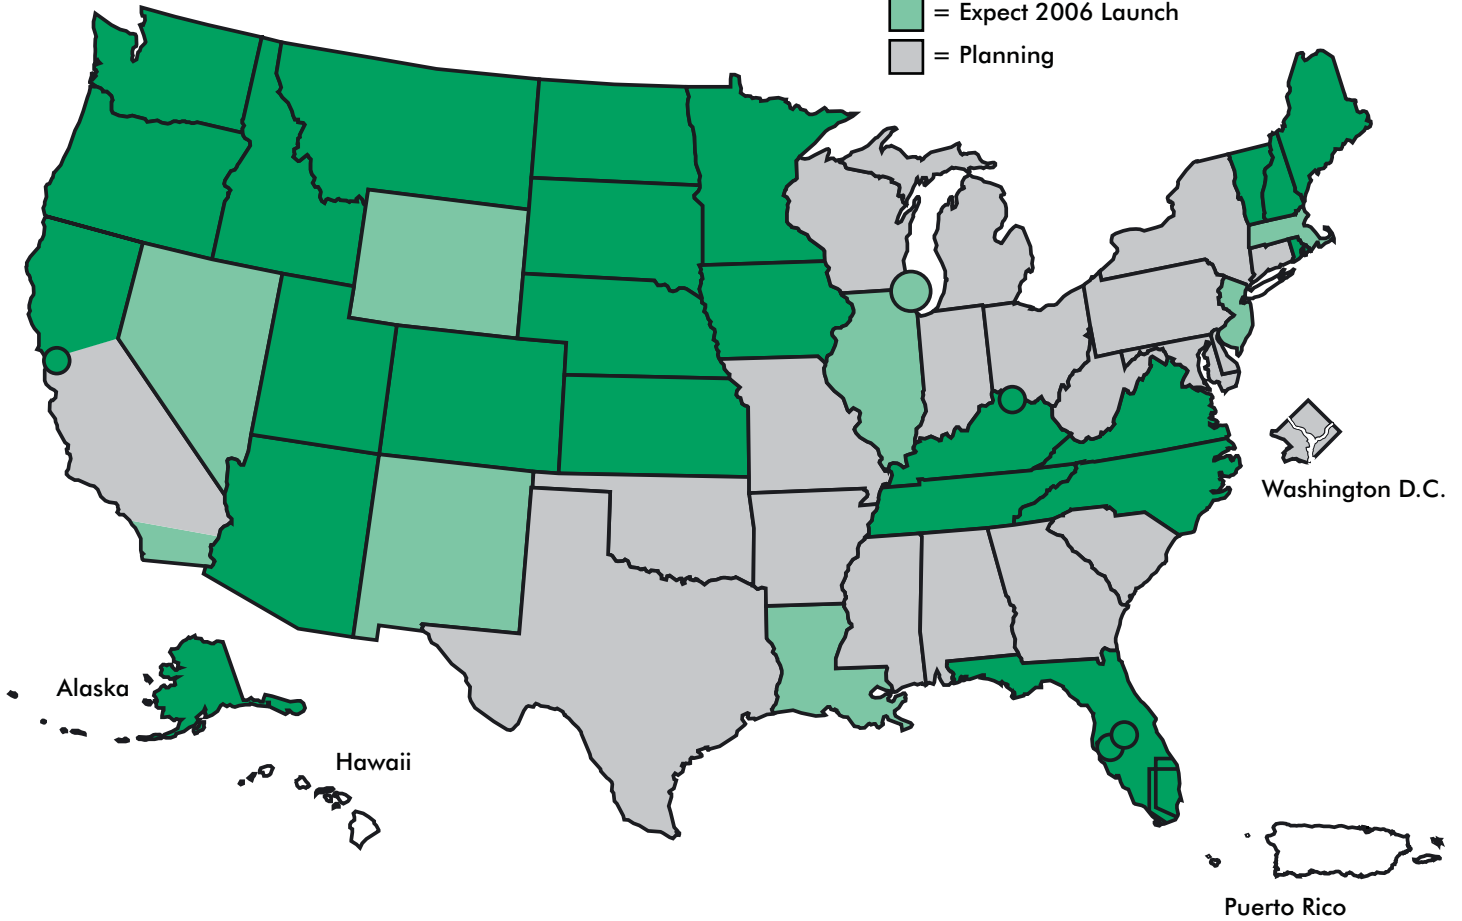 = Expect 2006 Launch
= Planning
Washington D.C.
Alaska
Hawaii
Puerto Rico